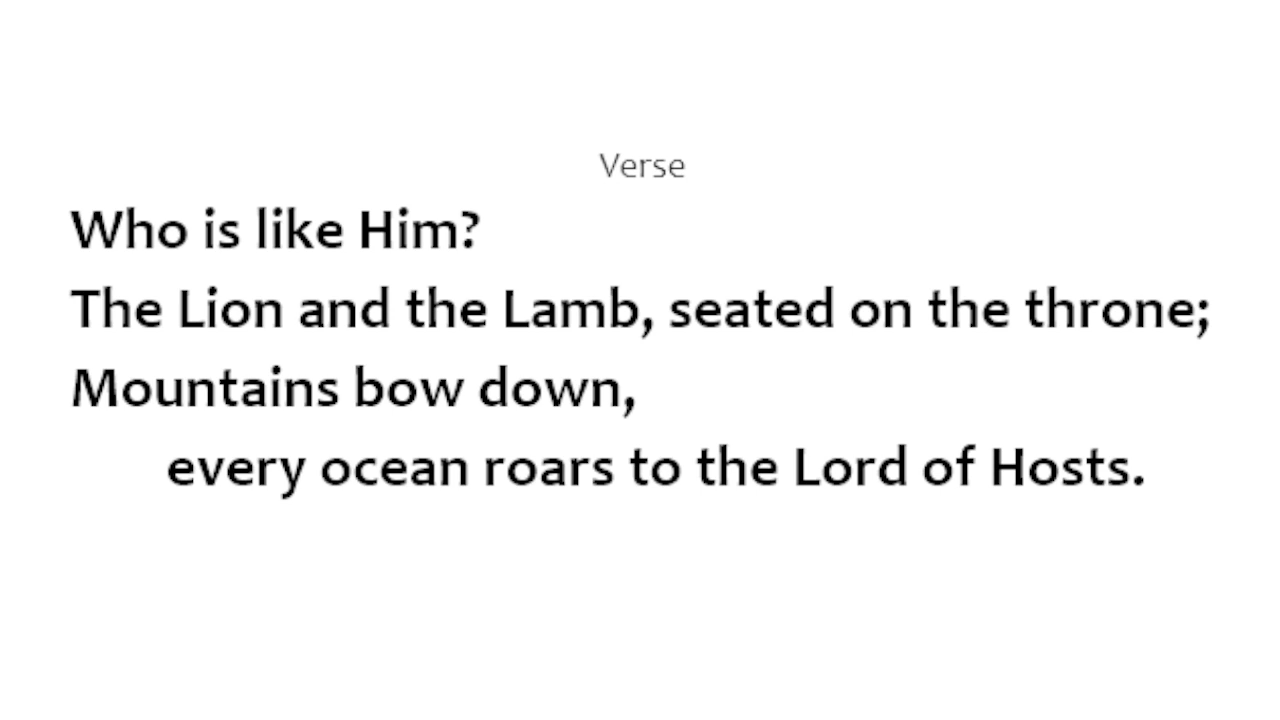 Verse
Who is like Him?
The Lion and the Lamb, seated on the throne;
Mountains bow down,
every ocean roars to the Lord of Hosts.